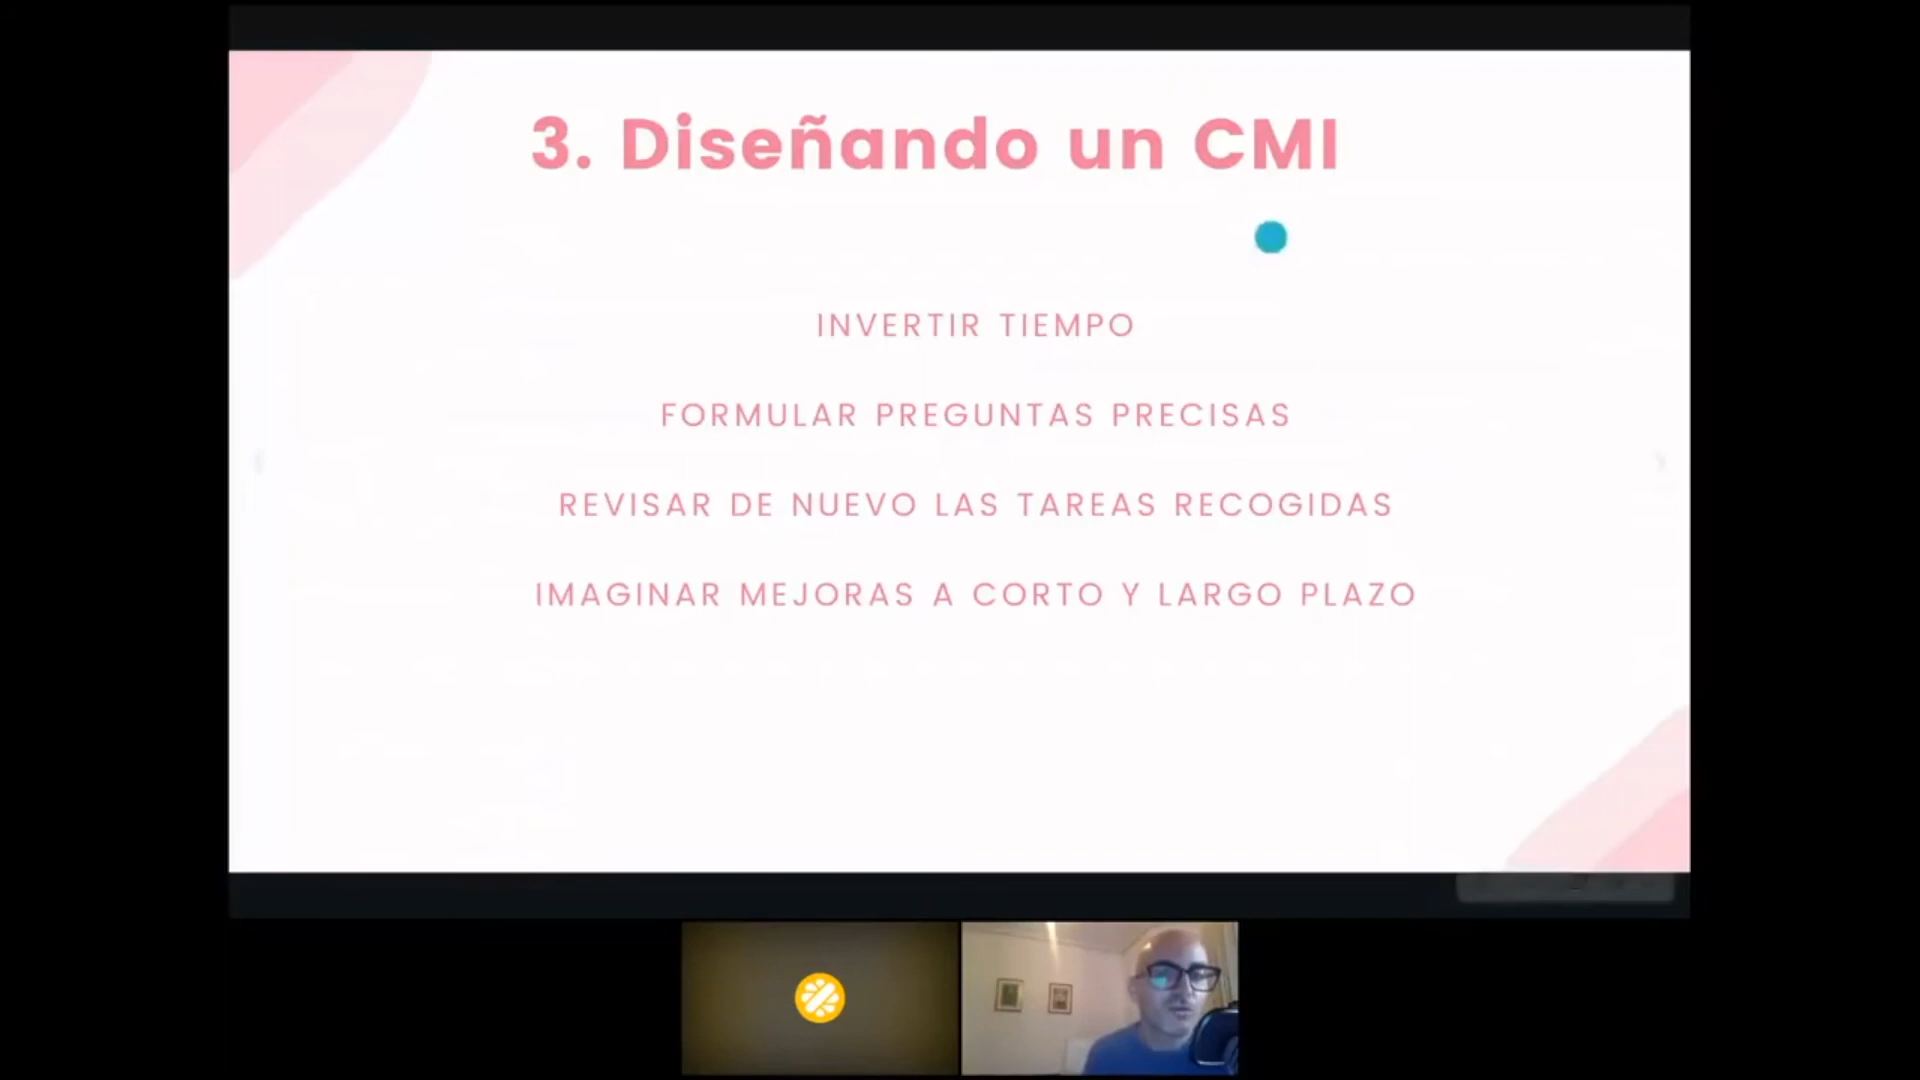 3. Diseñando un CMI
INVERTIR TIEMPO
FORMULAR PREGUNTAS PRECISAS
REVISAR DE NUEVO LAS TAREAS RECOGIDAS
IMAGINAR MEJORAS A CORTO Y LARGO PLAZO